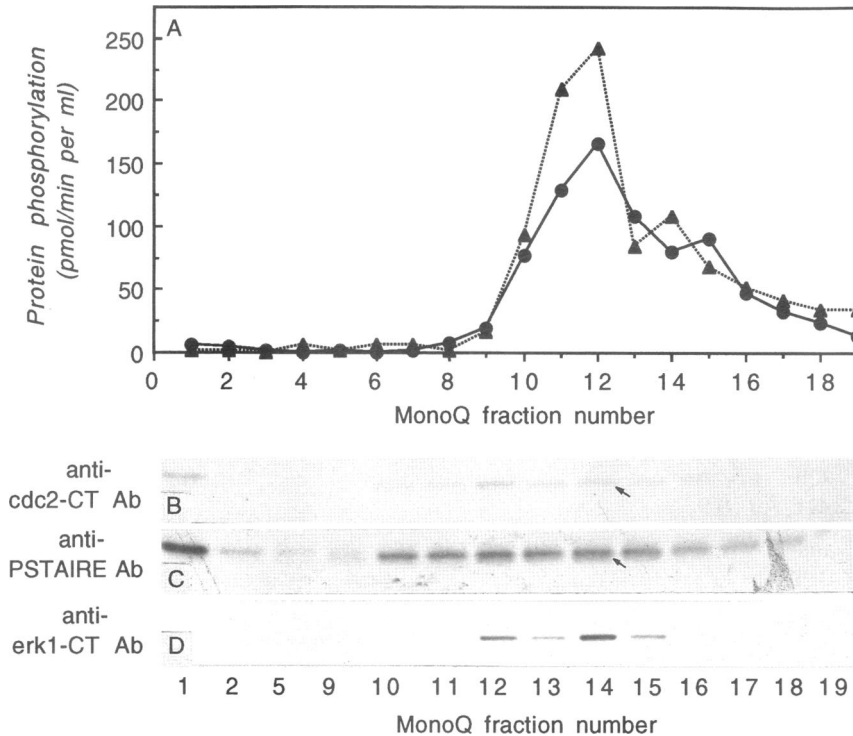 A
Protein phosphorylation
(pmol/min per ml)
250
200
150
100
50
0
0 2 4 6 8 10 12 14 16 18
MonoQ fraction number
anti-
cdc2-CT Ab
B
anti-
PSTAIRE Ab
C
anti-
erk1-CT Ab
D
1 2 5 9 10 11 12 13 14 15 16 17 18 19
MonoQ fraction number